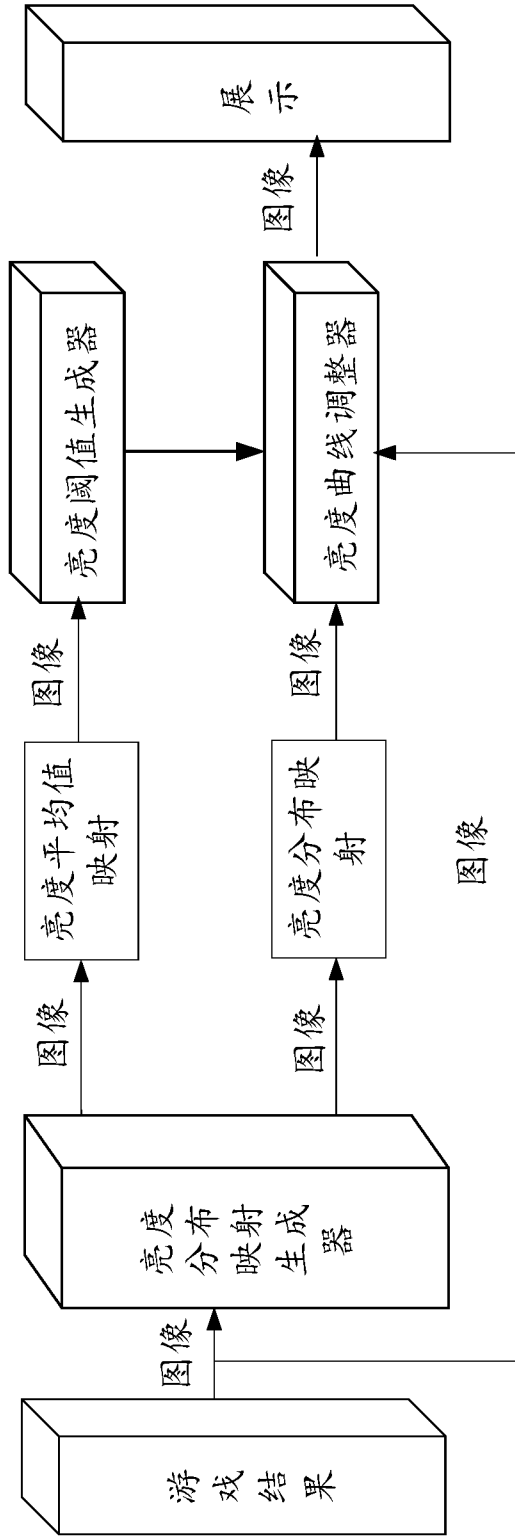 游戏结果
图像
亮度
分布
映射
生成
器
图像
亮度平均值
映射
图像
亮度阈值生成器
图像
亮度分布映
射
图像
亮度曲线调整器
图像
图像
展示